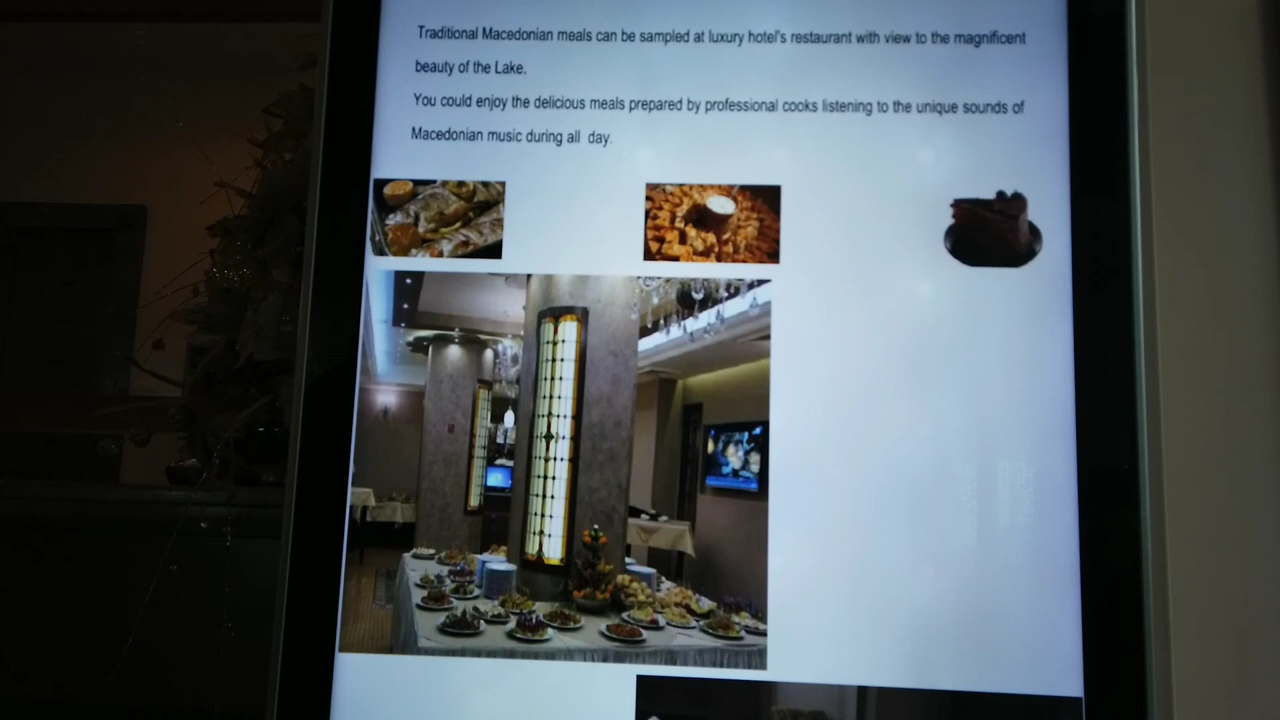 Traditional Macedonian meals can be sampled at luxury hotel's restaurant with view to the magnificent
beauty of the Lake.
You could enjoy the delicious meals prepared by professional cooks listening to the unique sounds of
Macedonian music during all day.